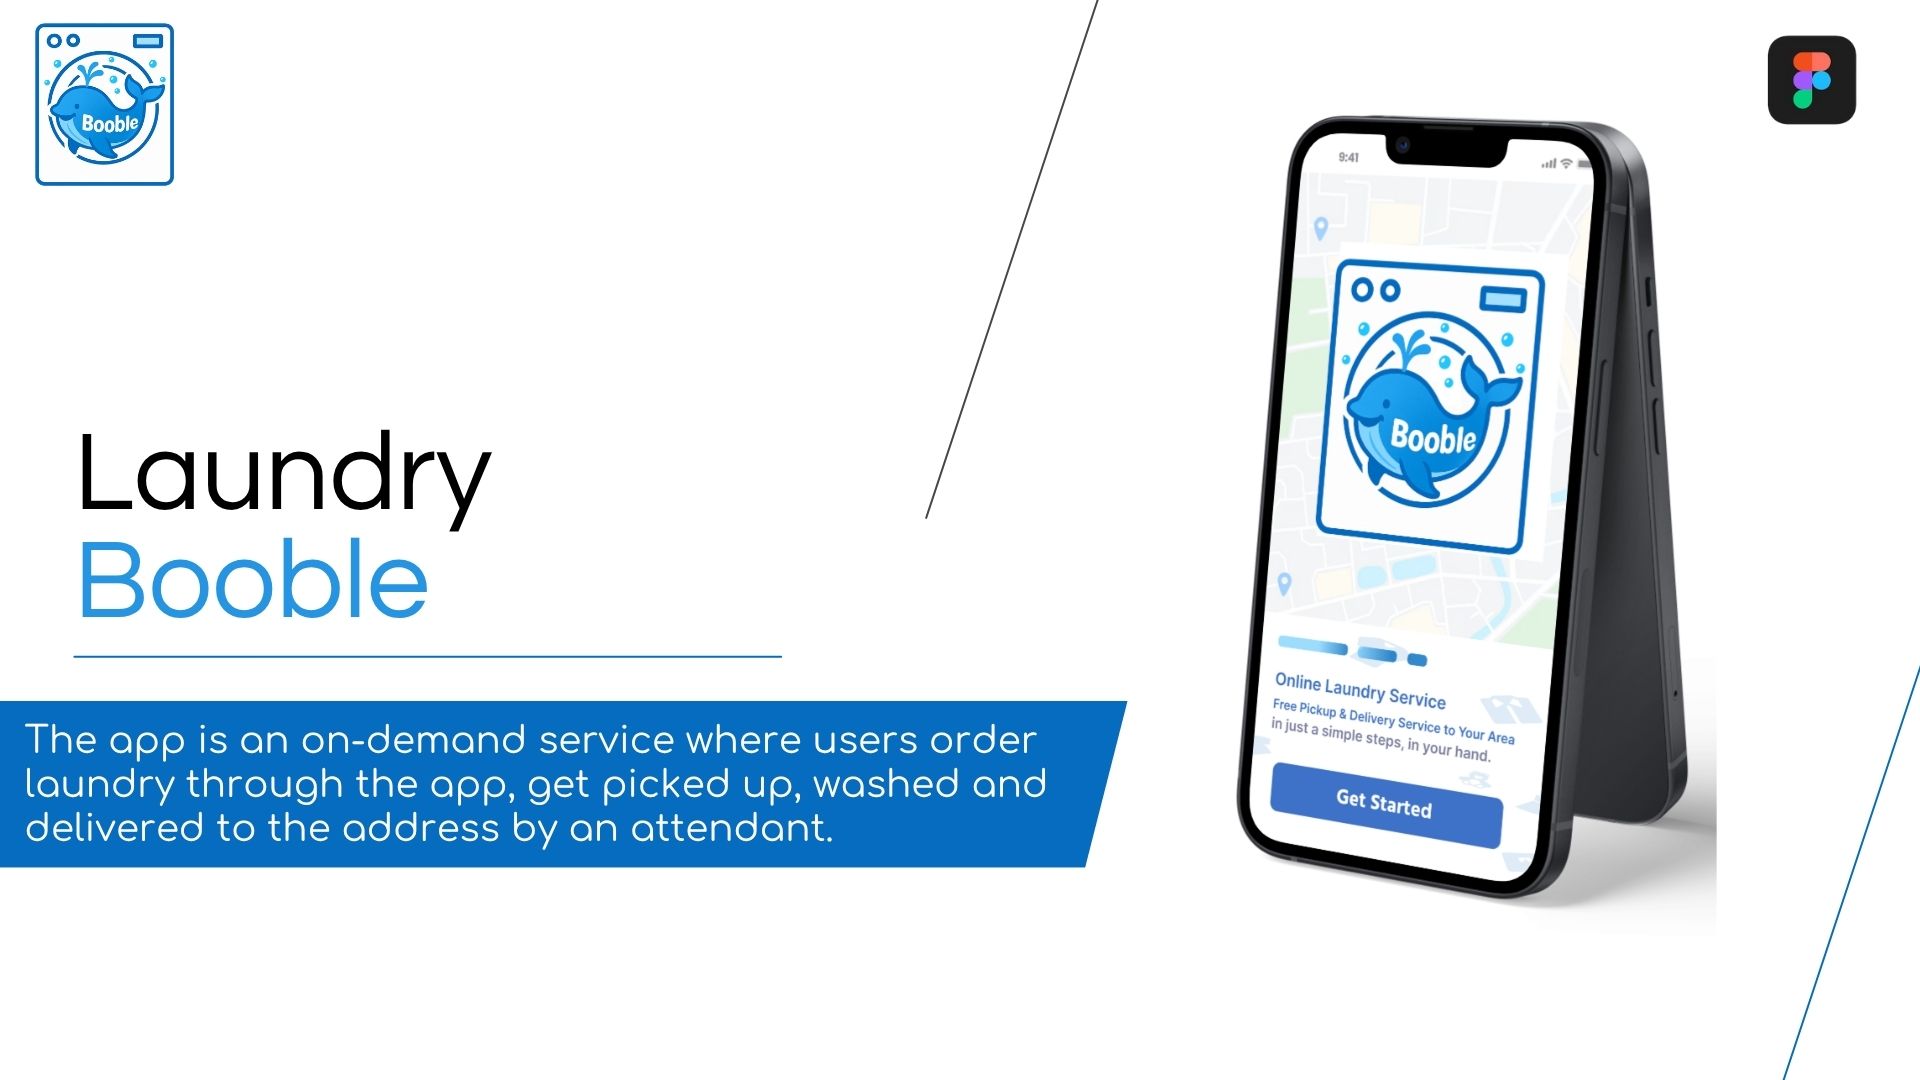 Booble
Laundry
Booble
The app is an on-demand service where users order
laundry through the app, get picked up, washed and
delivered to the address by an attendant.
9:41
Booble
Online Laundry Service
Free Pickup & Delivery Service to Your Area
in just a simple steps, in your hand.
Get Started